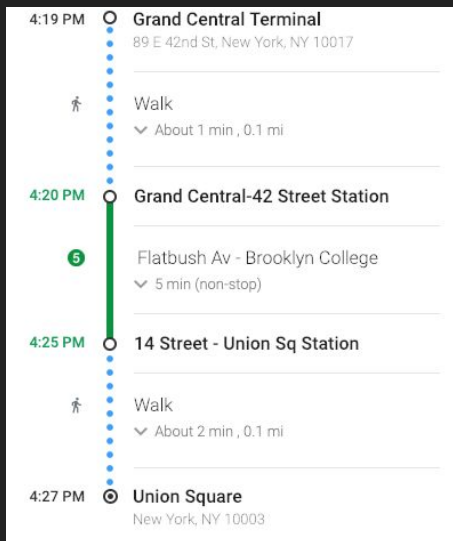 4:19 PM Grand Central Terminal
89 E 42nd St, New York, NY 10017
Walk
About 1 min , 0.1 mi
4:20 PM Grand Central-42 Street Station
5 Flatbush Av - Brooklyn College
5 min (non-stop)
4:25 PM 14 Street - Union Sq Station
Walk
About 2 min , 0.1 mi
4:27 PM Union Square
New York, NY 10003